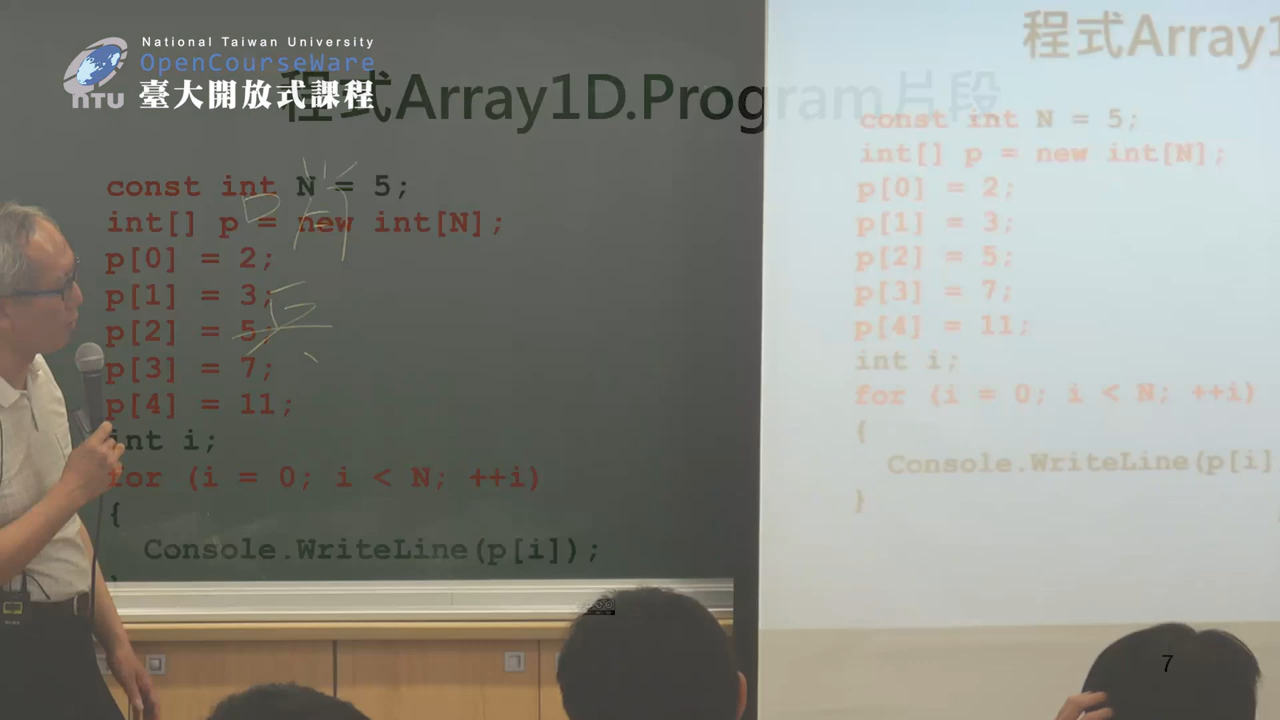 National Taiwan University
OpenCourseWare
臺大開放式課程
NTU
程式Array1D.Program片段
const int N = 5;
int[] p = new int[N];
p[0] = 2;
p[1] = 3;
p[2] = 5;
p[3] = 7;
p[4] = 11;
int i;
for (i = 0; i < N; ++i)
{
Console.WriteLine(p[i]);
程式Array1
const int N = 5;
int[] p = new int[N];
p[0] = 2;
p[1] = 3;
p[2] = 5;
p[3] = 7;
p[4] = 11;
int i;
for (i = 0; i < N; ++i)
{
Console.WriteLine(p[i]
}
7